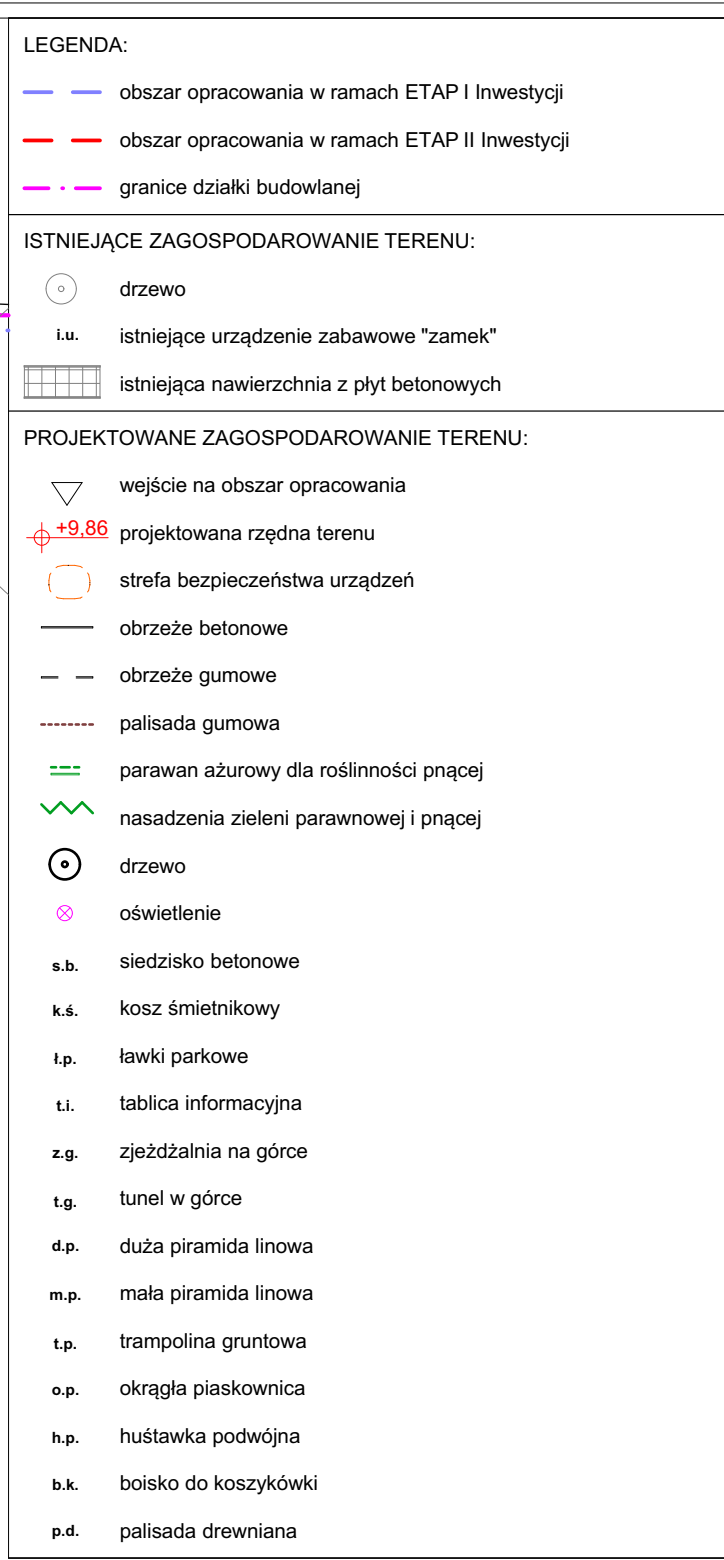 LEGENDA:
obszar opracowania w ramach ETAP I Inwestycji
obszar opracowania w ramach ETAP II Inwestycji
granice działki budowlanej
ISTNIEJĄCE ZAGOSPODAROWANIE TERENU:
drzewo
i.u. istniejące urządzenie zabawowe "zamek"
istniejąca nawierzchnia z płyt betonowych
PROJEKTOWANE ZAGOSPODAROWANIE TERENU:
wejście na obszar opracowania
+9,86 projektowana rzędna terenu
strefa bezpieczeństwa urządzeń
obrzeże betonowe
obrzeże gumowe
palisada gumowa
parawan ażurowy dla roślinności pnącej
nasadzenia zieleni parawnowej i pnącej
drzewo
oświetlenie
s.b. siedzisko betonowe
k.ś. kosz śmietnikowy
ł.p. ławki parkowe
t.i. tablica informacyjna
z.g. zjeżdżalnia na górce
t.g. tunel w górce
d.p. duża piramida linowa
m.p. mała piramida linowa
t.p. trampolina gruntowa
o.p. okrągła piaskownica
h.p. huśtawka podwójna
b.k. boisko do koszykówki
p.d. palisada drewniana